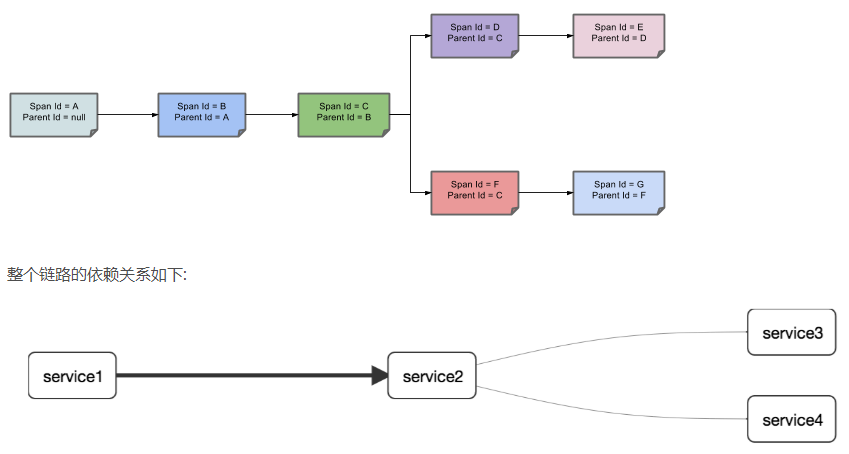 Span Id = D
Parent Id = C
Span Id = E
Parent Id = D
Span Id = A
Parent Id = null
Span Id = B
Parent Id = A
Span Id = C
Parent Id = B
Span Id = F
Parent Id = C
Span Id = G
Parent Id = F
整个链路的依赖关系如下:
service1
service2
service3
service4